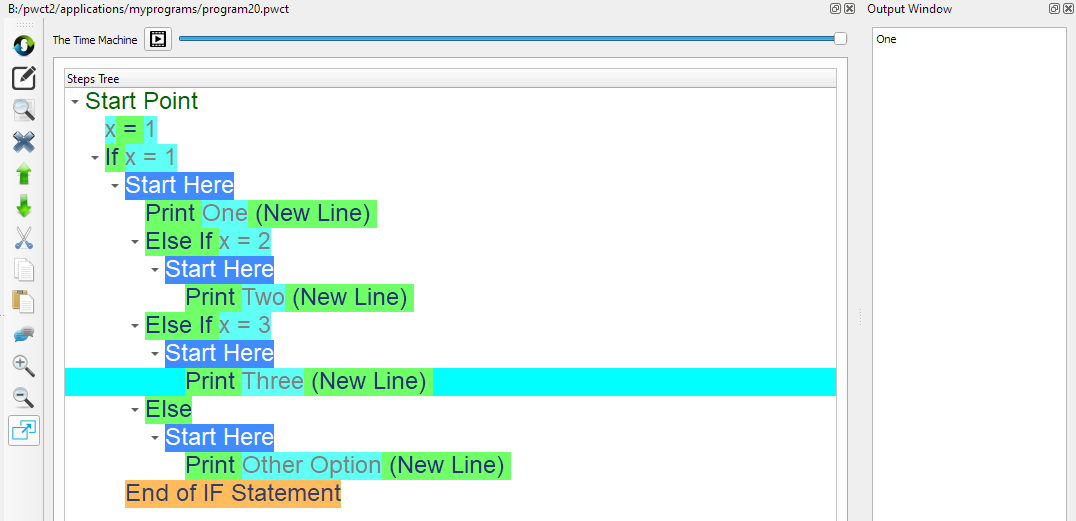 B:/pwct2/applications/myprograms/program20.pwct
Output Window
The Time Machine
One
Steps Tree
Start Point
x = 1
If x = 1
Start Here
Print One (New Line)
Else If x = 2
Start Here
Print Two (New Line)
Else If x = 3
Start Here
Print Three (New Line)
Else
Start Here
Print Other Option (New Line)
End of IF Statement